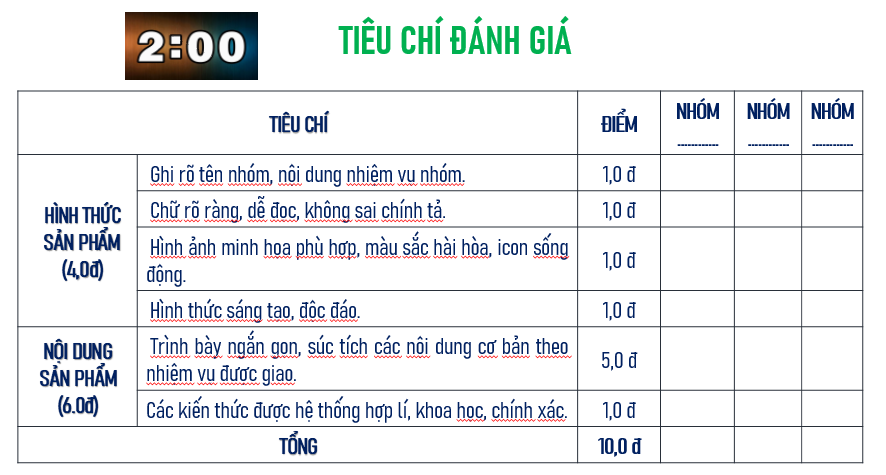 2:00
TIÊU CHÍ ĐÁNH GIÁ
TIÊU CHÍ
ĐIỂM
NHÓM
............
NHÓM
............
NHÓM
............
HÌNH THỨC
SẢN PHẨM
(4,0đ)
Ghi rõ tên nhóm, nội dung nhiệm vụ nhóm.
1,0 đ
Chữ rõ ràng, dễ đọc, không sai chính tả.
1,0 đ
Hình ảnh minh họa phù hợp, màu sắc hài hòa, icon sống
động.
1,0 đ
Hình thức sáng tạo, độc đáo.
1,0 đ
NỘI DUNG
SẢN PHẨM
(6.0đ)
Trình bày ngắn gọn, súc tích các nội dung cơ bản theo
nhiệm vụ được giao.
5,0 đ
Các kiến thức được hệ thống hợp lí, khoa học, chính xác.
1,0 đ
TỔNG
10,0 đ